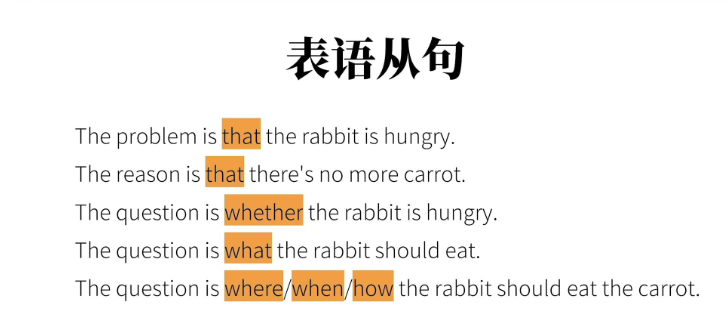 表语从句
The problem is that the rabbit is hungry.
The reason is that there's no more carrot.
The question is whether the rabbit is hungry.
The question is what the rabbit should eat.
The question is where/when/how the rabbit should eat the carrot.